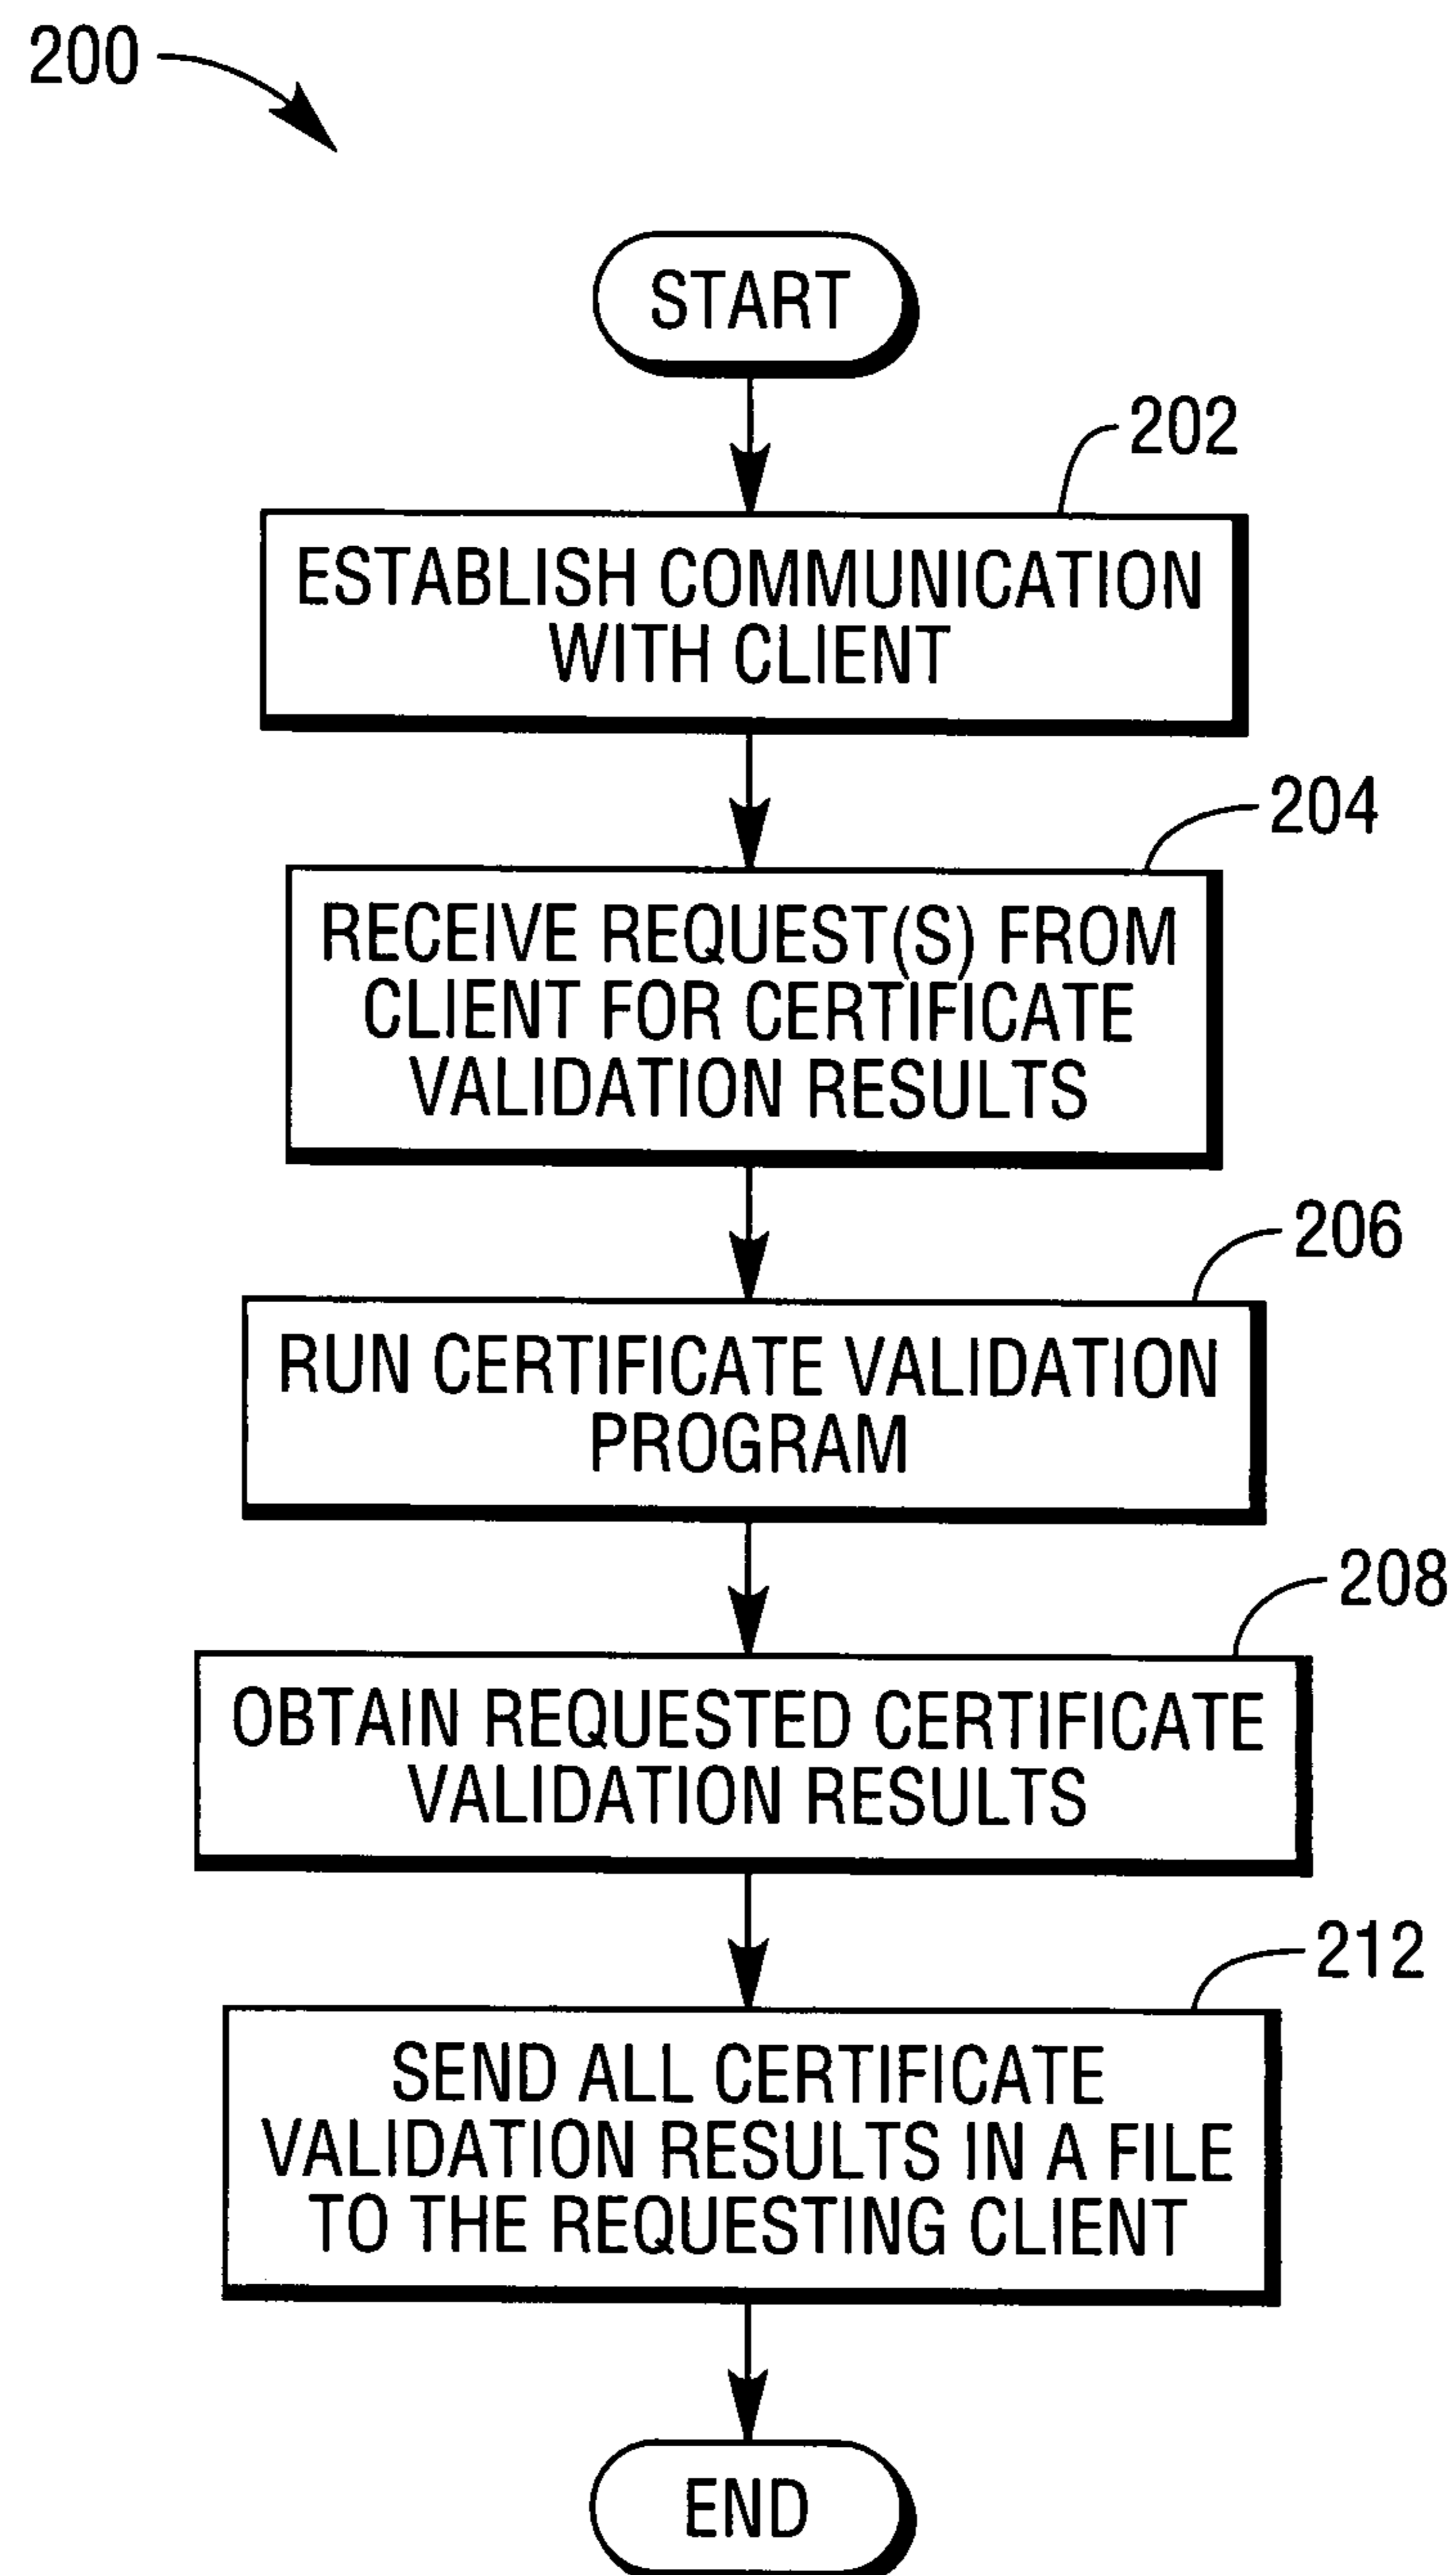 200
START
202
ESTABLISH COMMUNICATION
WITH CLIENT
204
RECEIVE REQUEST(S) FROM
CLIENT FOR CERTIFICATE
VALIDATION RESULTS
206
RUN CERTIFICATE VALIDATION
PROGRAM
208
OBTAIN REQUESTED CERTIFICATE
VALIDATION RESULTS
212
SEND ALL CERTIFICATE
VALIDATION RESULTS IN A FILE
TO THE REQUESTING CLIENT
END